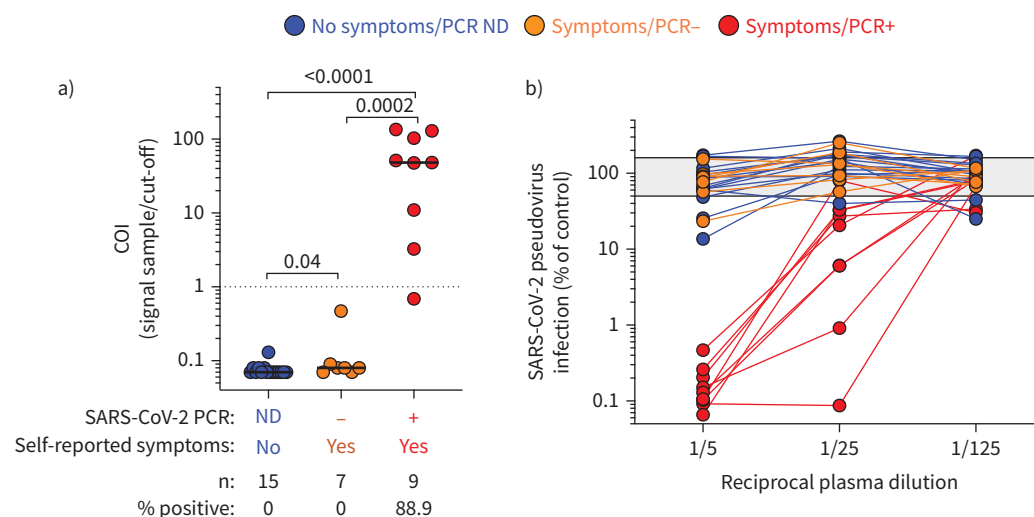 No symptoms/PCR ND Symptoms/PCR– Symptoms/PCR+
a)
<0.0001
0.0002
0.04
100
10
1
0.1
COI
(signal sample/cut-off)
SARS-CoV-2 PCR: ND – +
Self-reported symptoms: No Yes Yes
n: 15 7 9
% positive: 0 0 88.9
b)
100
10
1
0.1
SARS-CoV-2 pseudovirus
infection (% of control)
1/5 1/25 1/125
Reciprocal plasma dilution